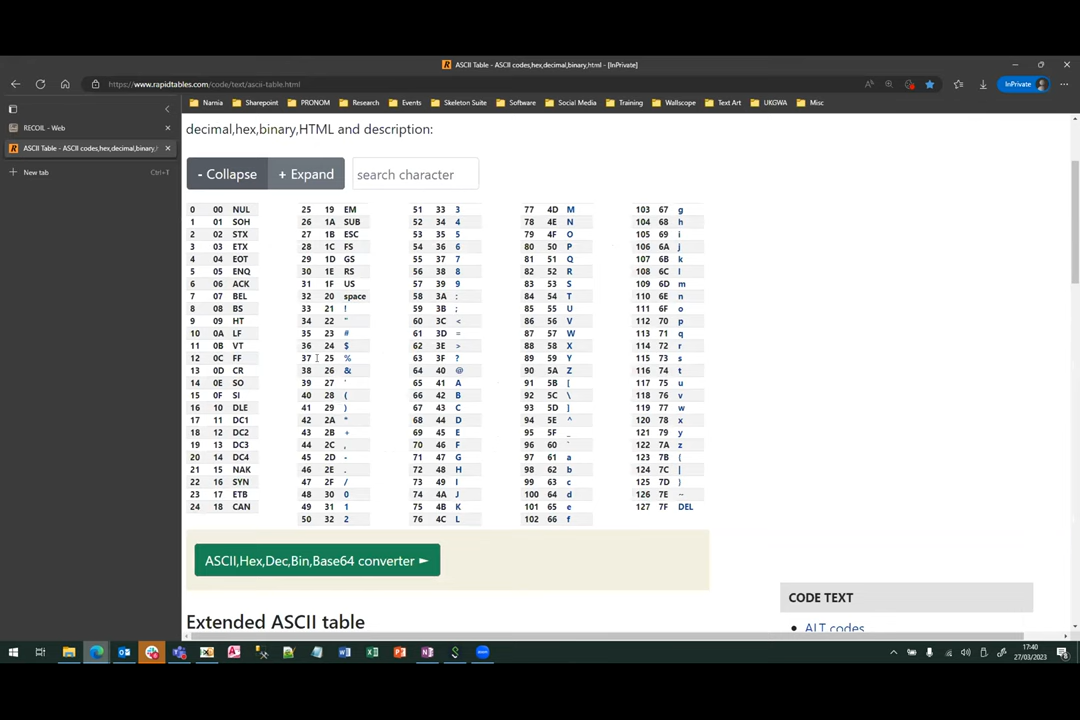 ASCII Table - ASCII codes,hex,decimal,binary,html - [InPrivate]
https://www.rapidtables.com/code/text/ascii-table.html
InPrivate
Narnia Sharepoint PRONOM Research Events Skeleton Suite Software Social Media Training Wallscope Text Art UKGWA Misc
RECOIL - Web
ASCII Table - ASCII codes,hex,decimal,binary,h
New tab Ctrl+T
decimal,hex,binary,HTML and description:
- Collapse + Expand search character
0 00 NUL 25 19 EM 51 33 3 77 4D M 103 67 g
1 01 SOH 26 1A SUB 52 34 4 78 4E N 104 68 h
2 02 STX 27 1B ESC 53 35 5 79 4F O 105 69 i
3 03 ETX 28 1C FS 54 36 6 80 50 P 106 6A j
4 04 EOT 29 1D GS 55 37 7 81 51 Q 107 6B k
5 05 ENQ 30 1E RS 56 38 8 82 52 R 108 6C l
6 06 ACK 31 1F US 57 39 9 83 53 S 109 6D m
7 07 BEL 32 20 space 58 3A : 84 54 T 110 6E n
8 08 BS 33 21 ! 59 3B ; 85 55 U 111 6F o
9 09 HT 34 22 " 60 3C < 86 56 V 112 70 p
10 0A LF 35 23 # 61 3D = 87 57 W 113 71 q
11 0B VT 36 24 $ 62 3E > 88 58 X 114 72 r
12 0C FF 37 25 % 63 3F ? 89 59 Y 115 73 s
13 0D CR 38 26 & 64 40 @ 90 5A Z 116 74 t
14 0E SO 39 27 ' 65 41 A 91 5B [ 117 75 u
15 0F SI 40 28 ( 66 42 B 92 5C \ 118 76 v
16 10 DLE 41 29 ) 67 43 C 93 5D ] 119 77 w
17 11 DC1 42 2A * 68 44 D 94 5E ^ 120 78 x
18 12 DC2 43 2B + 69 45 E 95 5F _ 121 79 y
19 13 DC3 44 2C , 70 46 F 96 60 ` 122 7A z
20 14 DC4 45 2D - 71 47 G 97 61 a 123 7B {
21 15 NAK 46 2E . 72 48 H 98 62 b 124 7C |
22 16 SYN 47 2F / 73 49 I 99 63 c 125 7D }
23 17 ETB 48 30 0 74 4A J 100 64 d 126 7E ~
24 18 CAN 49 31 1 75 4B K 101 65 e 127 7F DEL
50 32 2 76 4C L 102 66 f
ASCII,Hex,Dec,Bin,Base64 converter ►
Extended ASCII table
CODE TEXT
ALT codes
17:40
27/03/2023